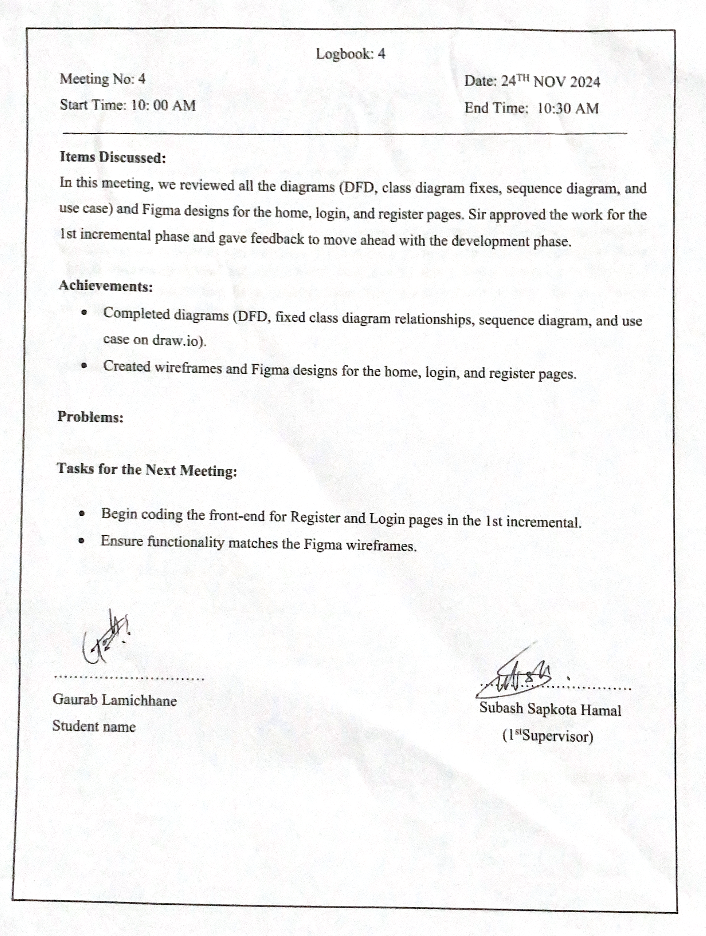 Logbook: 4
Meeting No: 4
Date: 24TH NOV 2024
Start Time: 10: 00 AM
End Time: 10:30 AM
Items Discussed:
In this meeting, we reviewed all the diagrams (DFD, class diagram fixes, sequence diagram, and
use case) and Figma designs for the home, login, and register pages. Sir approved the work for the
1st incremental phase and gave feedback to move ahead with the development phase.
Achievements:
• Completed diagrams (DFD, fixed class diagram relationships, sequence diagram, and use
case on draw.io).
• Created wireframes and Figma designs for the home, login, and register pages.
Problems:
Tasks for the Next Meeting:
• Begin coding the front-end for Register and Login pages in the 1st incremental.
• Ensure functionality matches the Figma wireframes.
Gaurab Lamichhane
Student name
Subash Sapkota Hamal
(1stSupervisor)